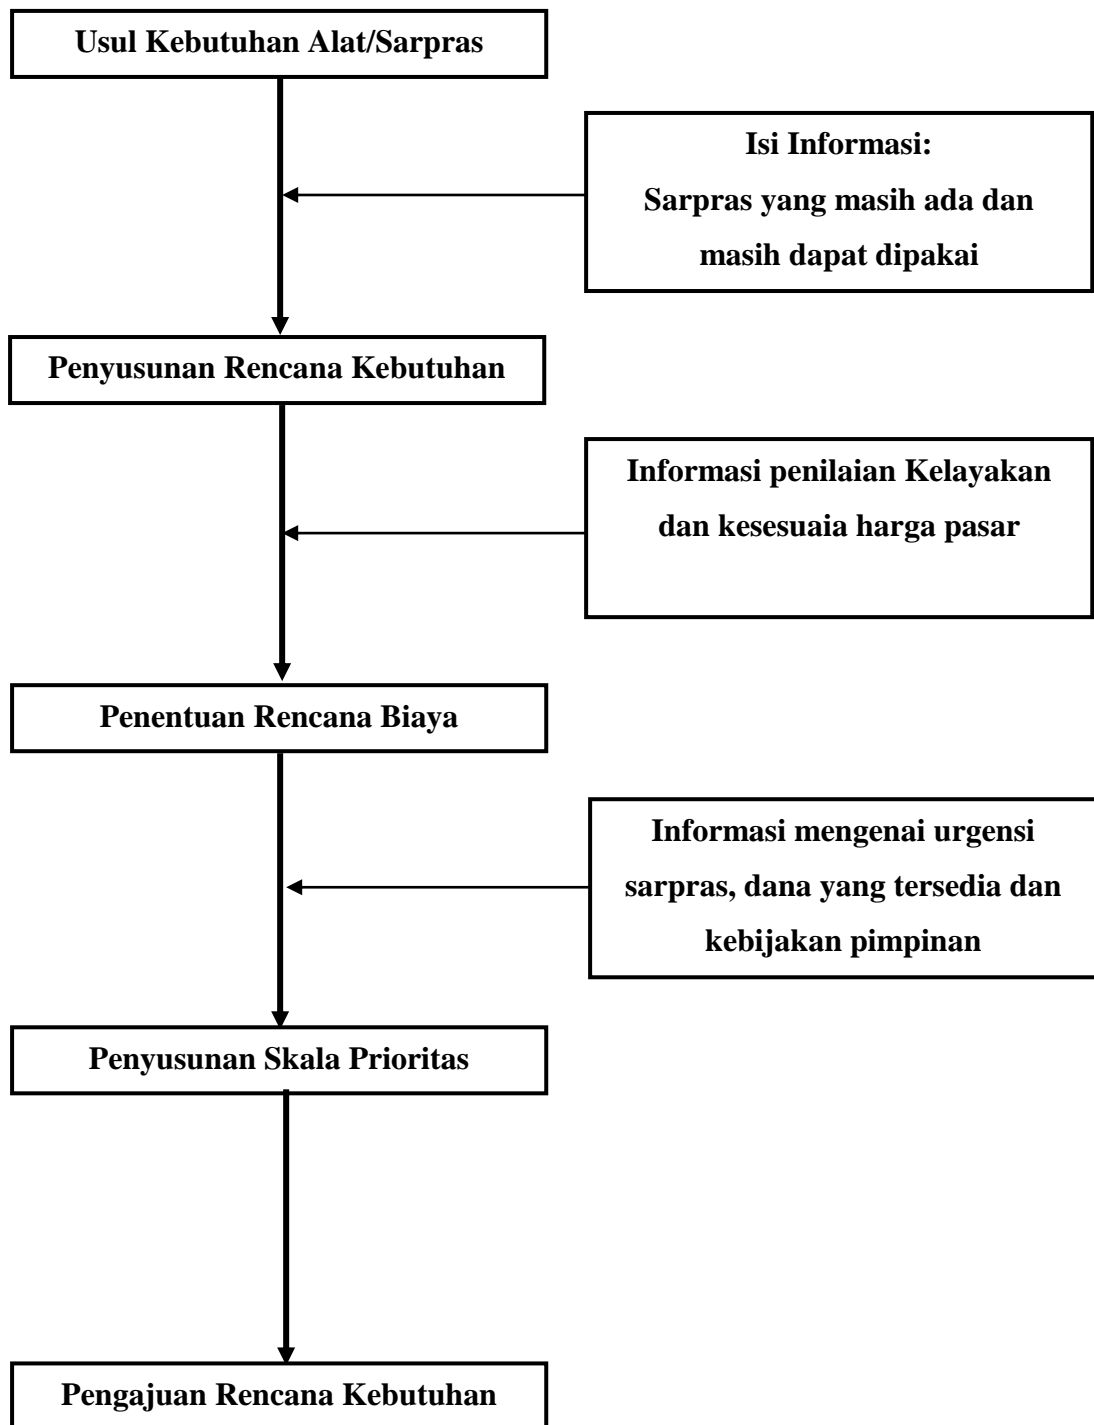 Usul Kebutuhan Alat/Sarpras
Isi Informasi:
Sarpras yang masih ada dan
masih dapat dipakai
Penyusunan Rencana Kebutuhan
Informasi penilaian Kelayakan
dan kesesuaia harga pasar
Penentuan Rencana Biaya
Informasi mengenai urgensi
sarpras, dana yang tersedia dan
kebijakan pimpinan
Penyusunan Skala Prioritas
Pengajuan Rencana Kebutuhan